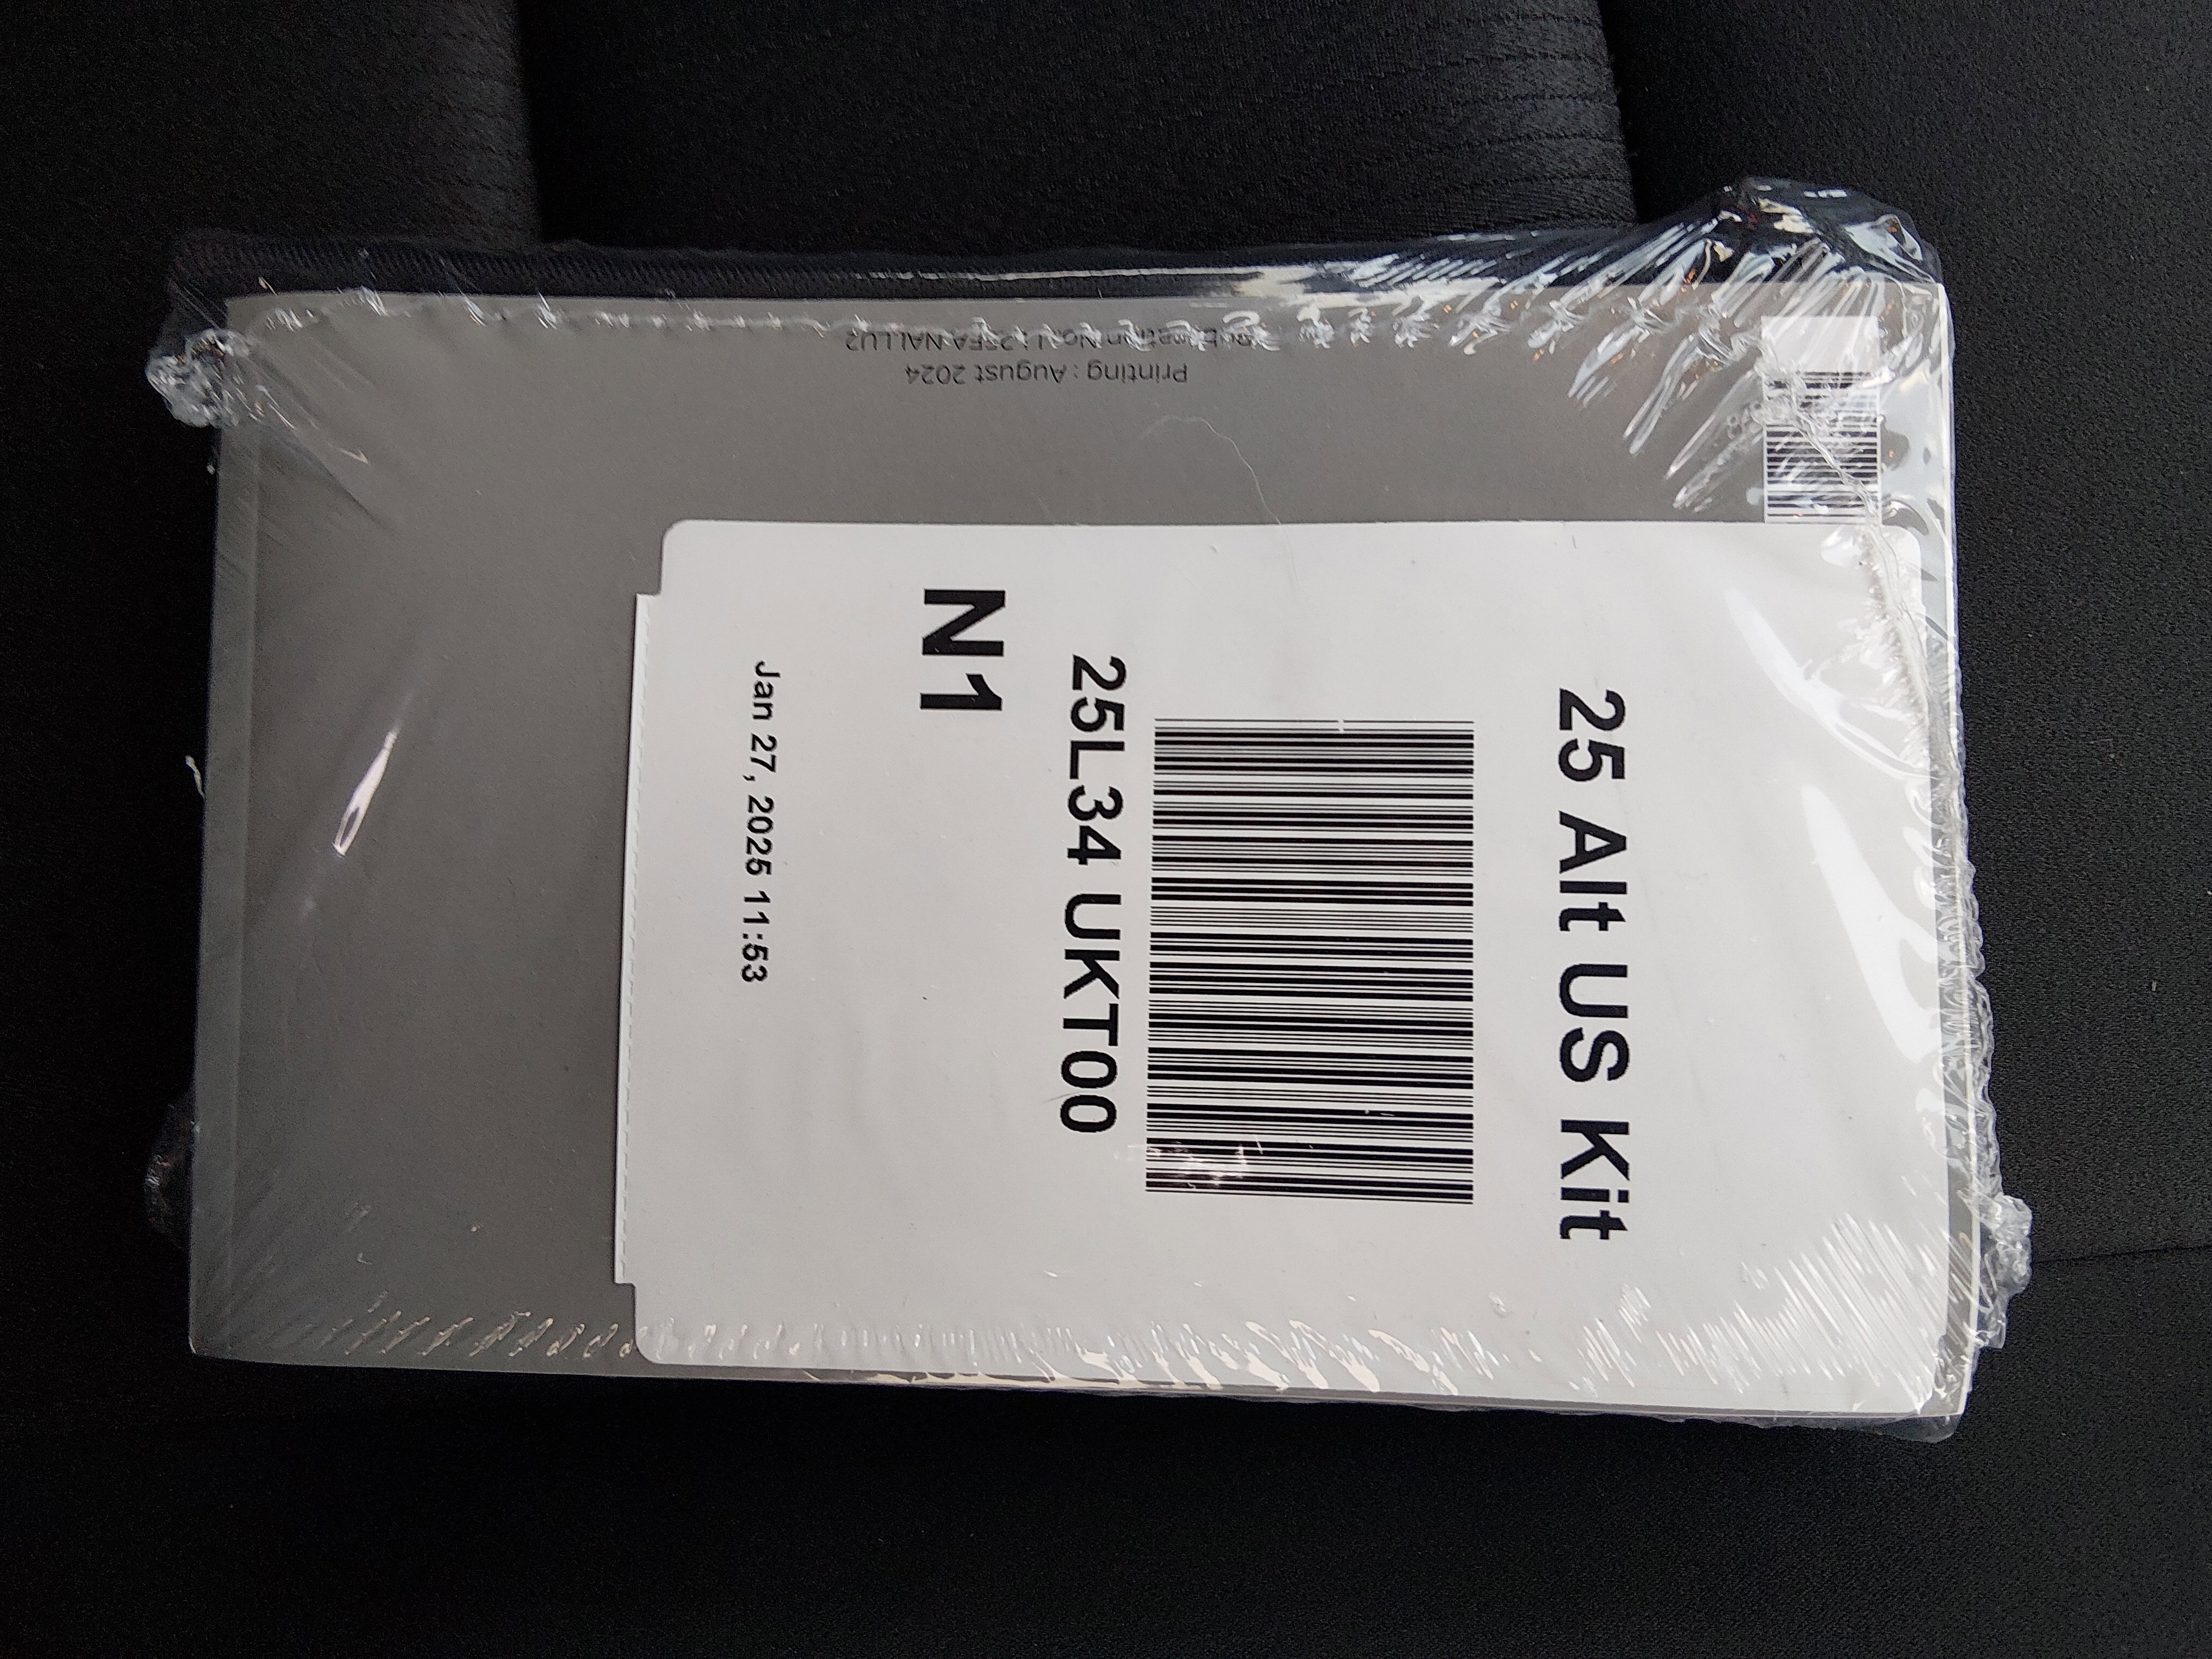 25 Alt US Kit
25L34 UKT00
N1
Jan 27, 2025 11:53
Printing : August 2024